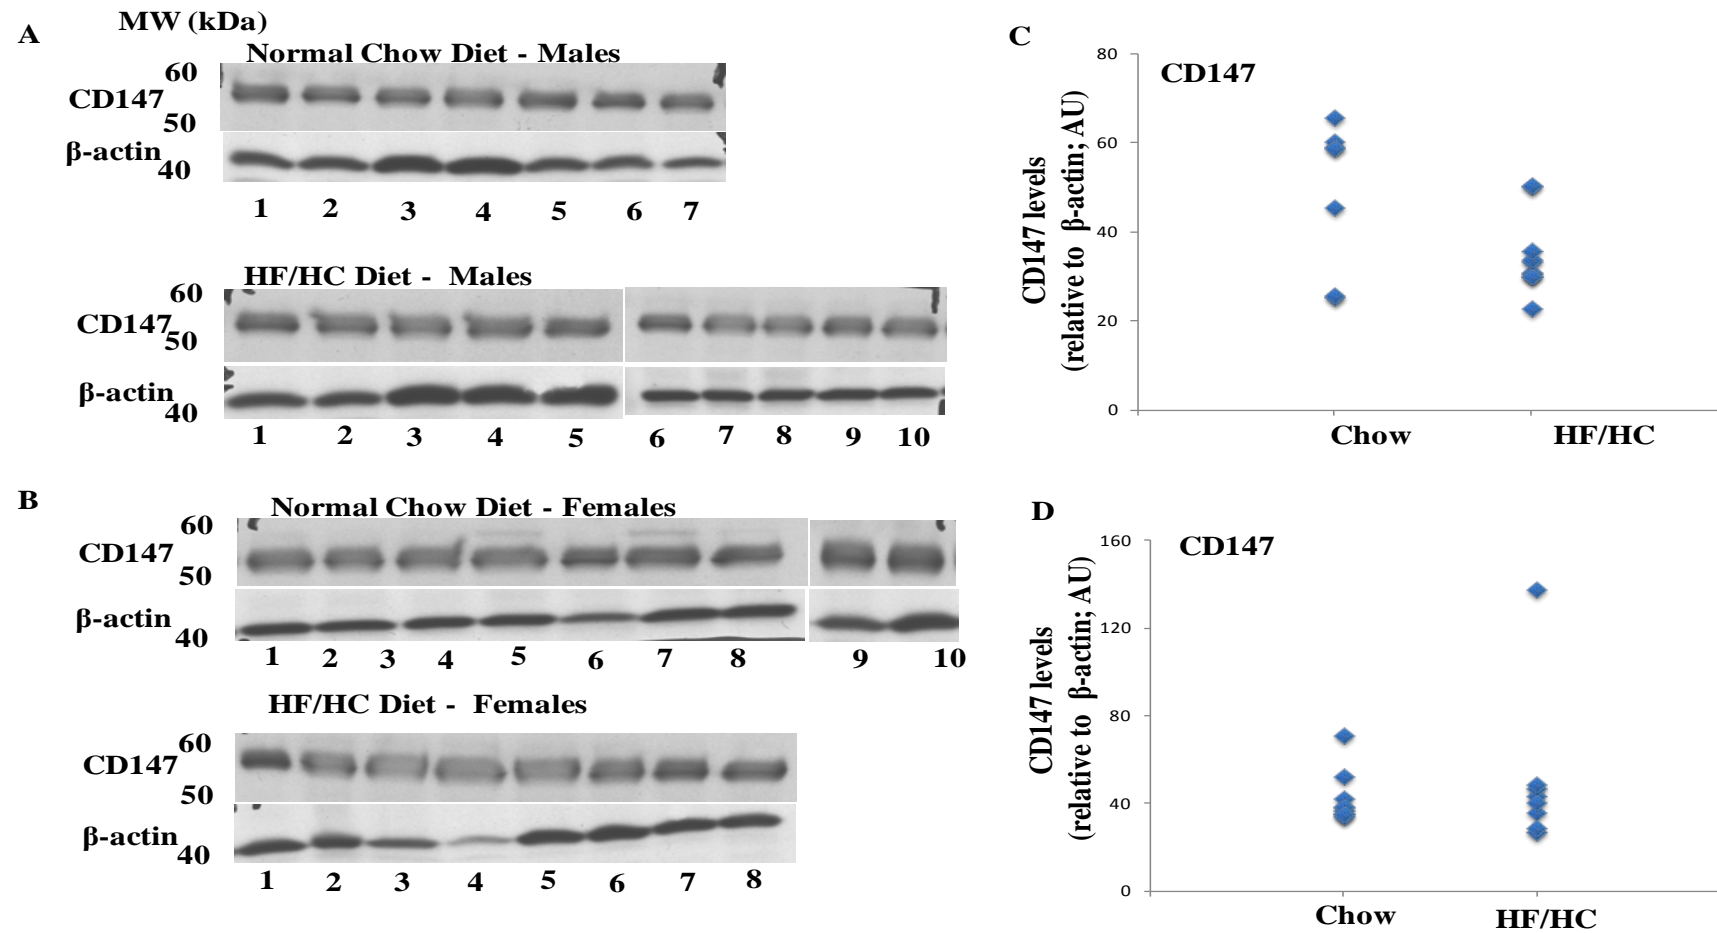 A
MW (kDa)
Normal Chow Diet - Males
60
CD147
50
β-actin
40
1 2 3 4 5 6 7
HF/HC Diet - Males
60
CD147
50
β-actin
40
1 2 3 4 5 6 7 8 9 10
B
Normal Chow Diet - Females
60
CD147
50
β-actin
40
1 2 3 4 5 6 7 8 9 10
HF/HC Diet - Females
60
CD147
50
β-actin
40
1 2 3 4 5 6 7 8
C
CD147
CD147 levels
(relative to β-actin; AU)
80
60
40
20
0
Chow HF/HC
D
CD147
CD147 levels
(relative to β-actin; AU)
160
120
80
40
0
Chow HF/HC